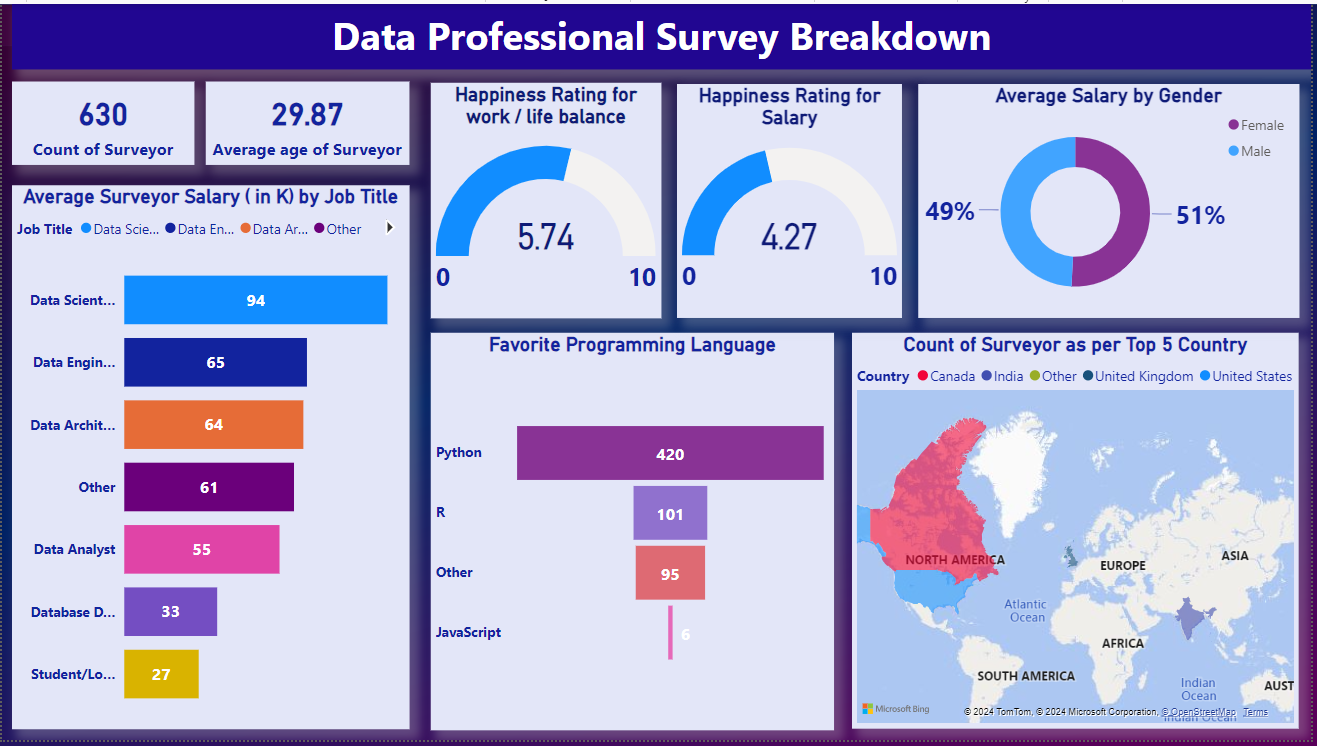 Data Professional Survey Breakdown
630
Count of Surveyor
29.87
Average age of Surveyor
Average Surveyor Salary ( in K) by Job Title
Job Title Data Scie... Data En... Data Ar... Other
Data Scient... 94
Data Engin... 65
Data Archit... 64
Other 61
Data Analyst 55
Database D... 33
Student/Lo... 27
Happiness Rating for
work / life balance
5.74
0 10
Happiness Rating for
Salary
4.27
0 10
Average Salary by Gender
Female
Male
49%
51%
Favorite Programming Language
Python 420
R 101
Other 95
JavaScript 6
Count of Surveyor as per Top 5 Country
Country Canada India Other United Kingdom United States
NORTH AMERICA
EUROPE
ASIA
Atlantic
Ocean
AFRICA
SOUTH AMERICA
Indian
Ocean
AUST
Microsoft Bing
© 2024 TomTom, © 2024 Microsoft Corporation, © OpenStreetMap Terms
Indian Ocean